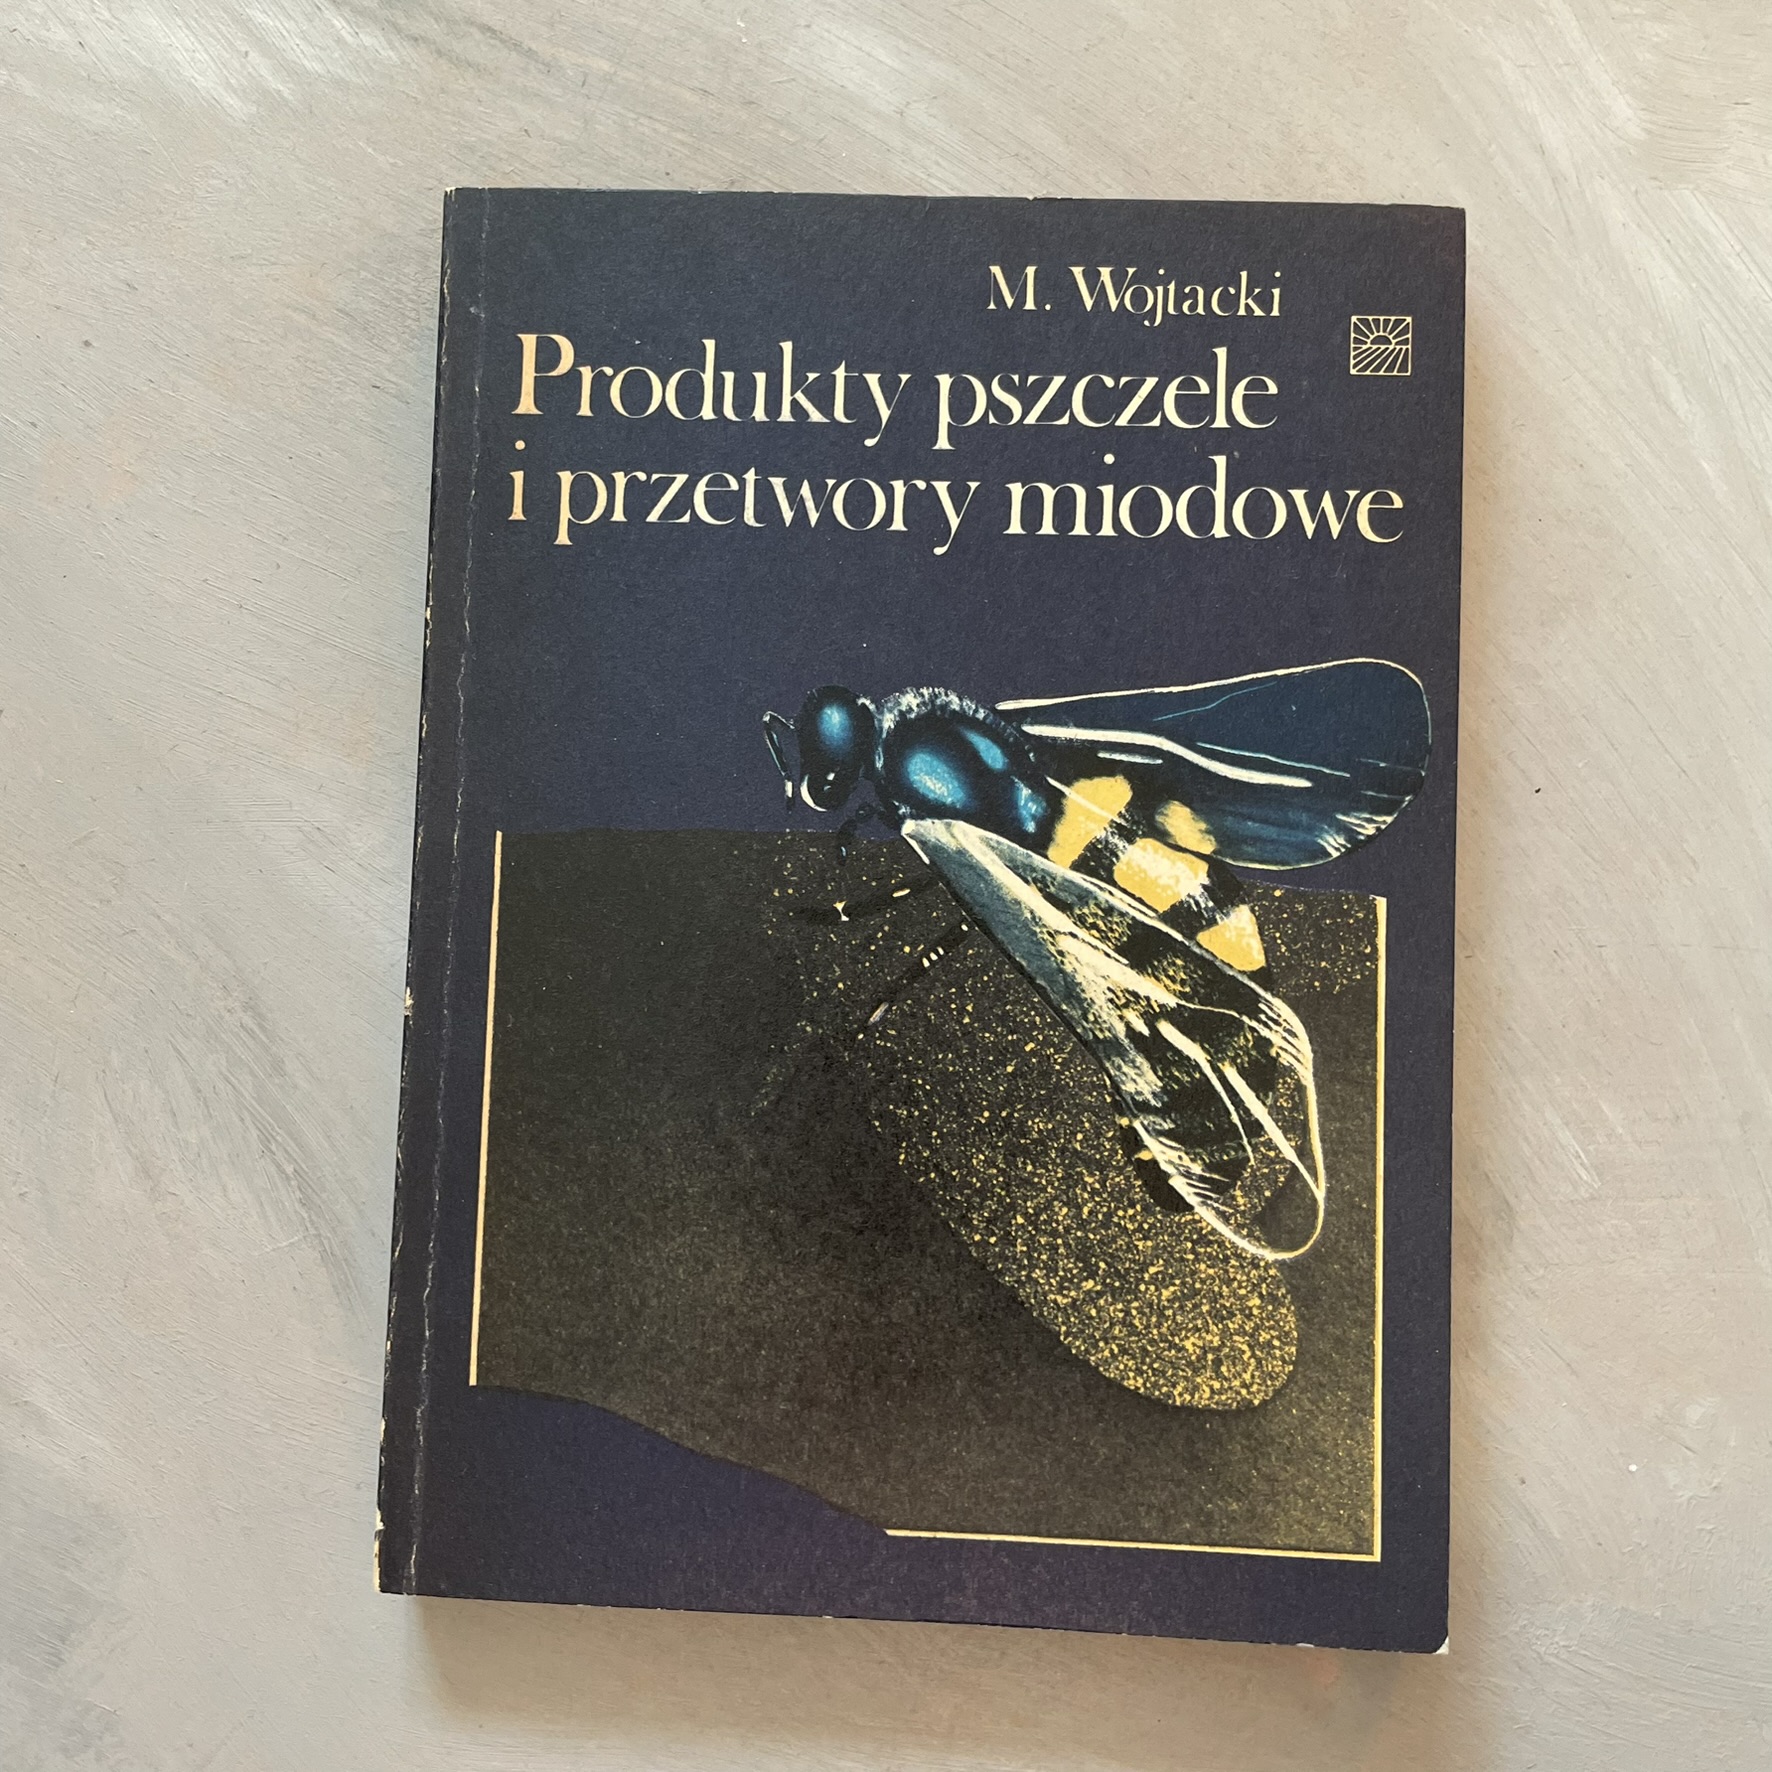 M. Wojtacki
Produkty pszczele
i przetwory miodowe